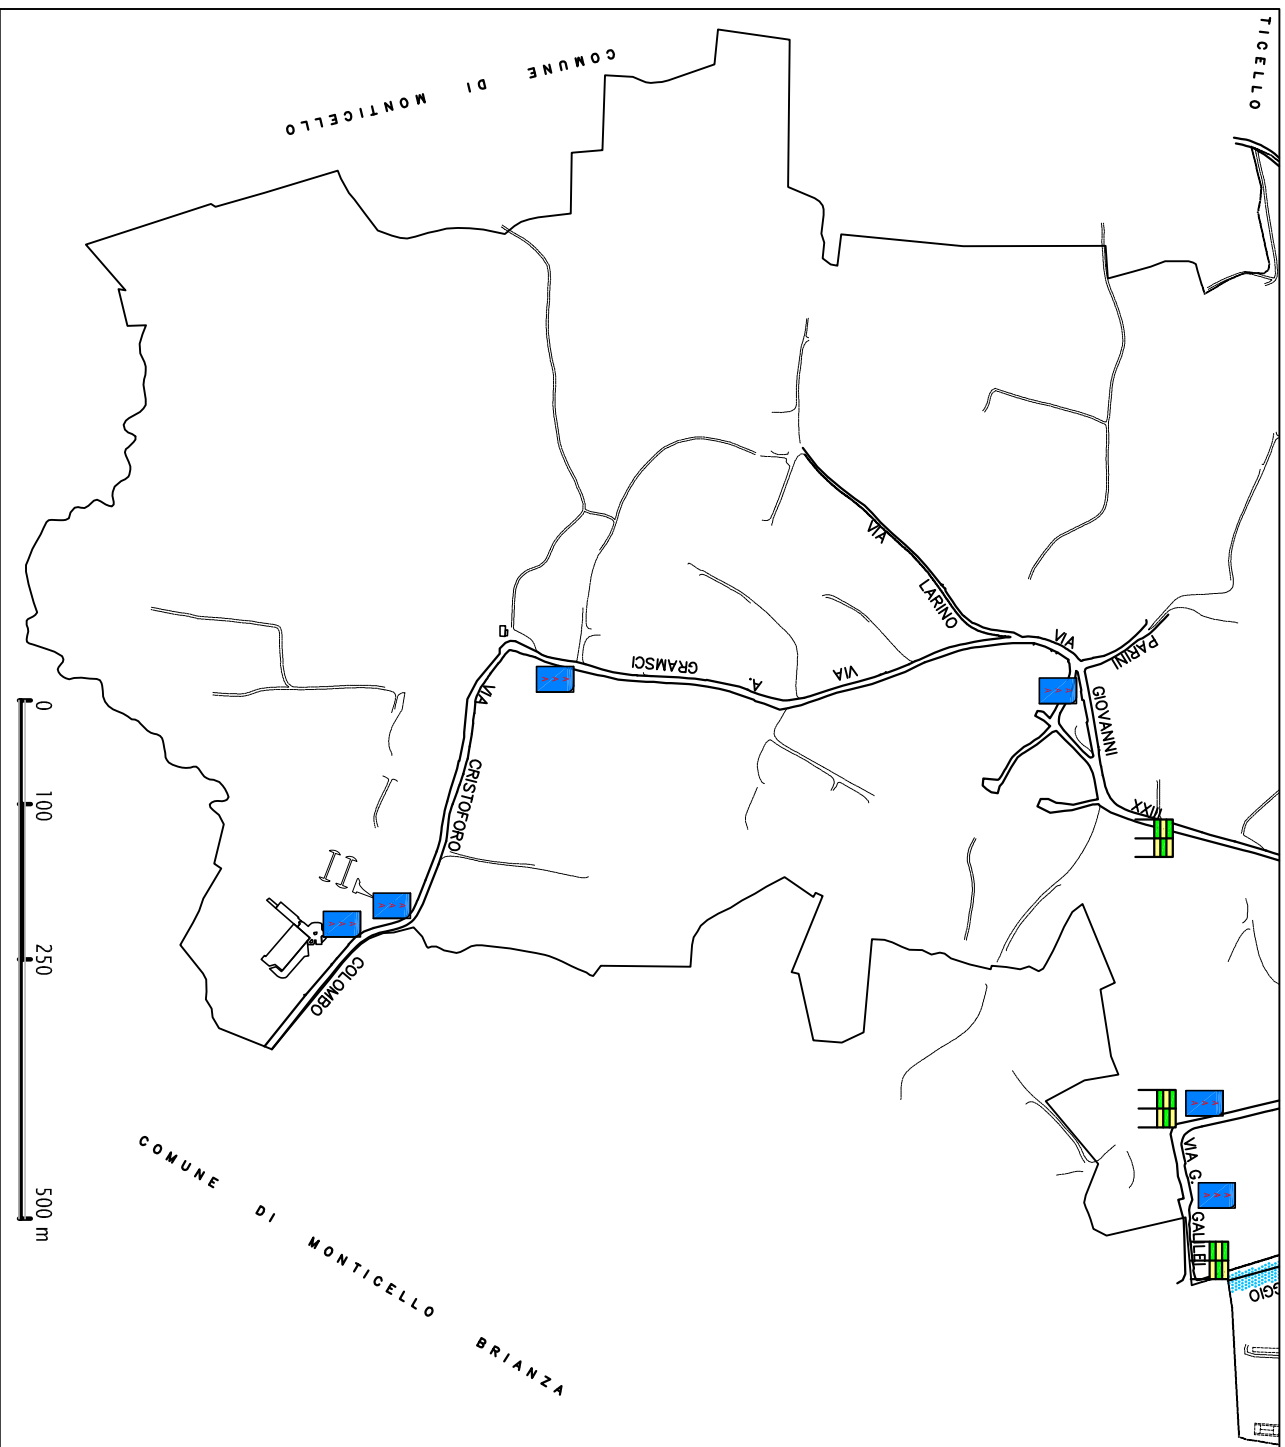 COMUNE DI MONTICELLO
TICELLO
VIA LARINO
VIA PARINI
VIA A. GRAMSCI
GIOVANNI XXIII
VIA CRISTOFORO COLOMBO
VIA G. GALILEI
GGIO
COMUNE DI MONTICELLO BRIANZA
0 100 250 500 m